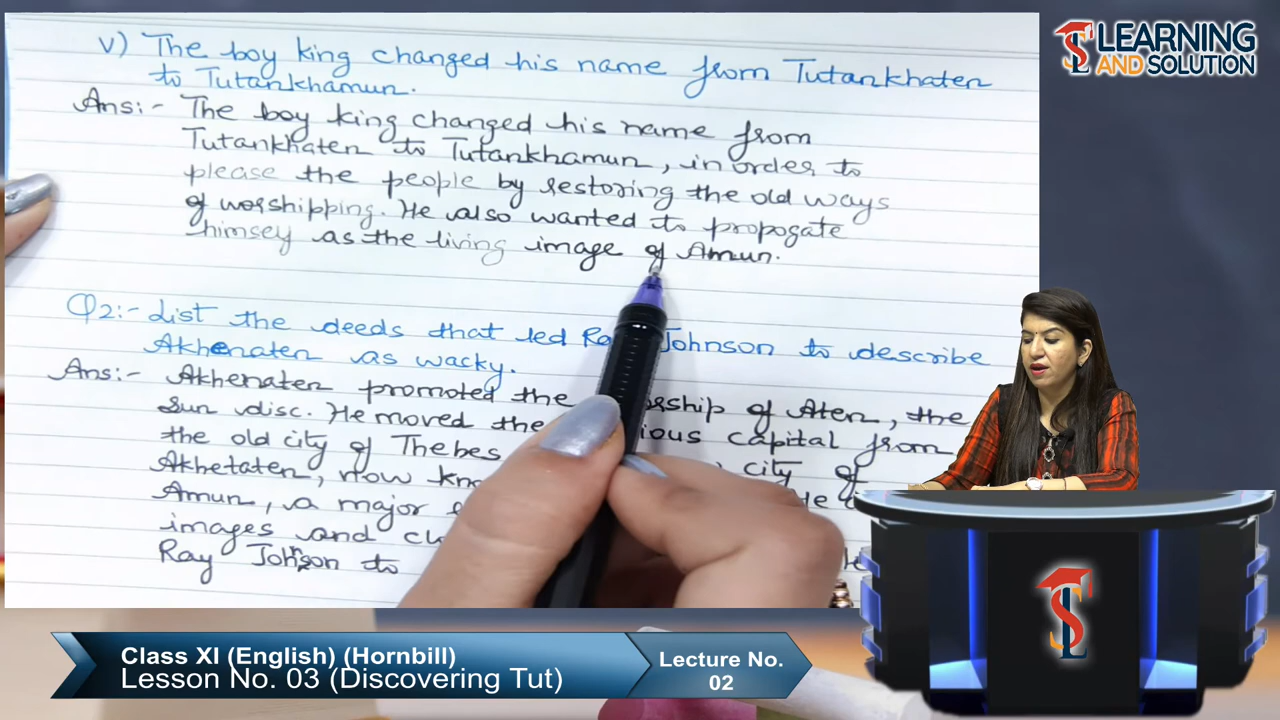 v) The boy king changed his name from Tutankhaten
to Tutankhamun.
Ans:- The boy king changed his name from
Tutankhaten to Tutankhamun, in order to
please the people by restoring the old ways
of worshipping. He also wanted to propogate
himself as the living image of Amun.
Q2:- List the deeds that led Ra Johnson to describe
Akhenaten as wacky.
Ans:- Akhenaten promoted the worship of Aten, the
Sun disc. He moved the religious capital from
the old city of Thebes city of
Akhetaten, now
Amun, a major He
images and
Ray Johnson to
LEARNING
AND SOLUTION
Class XI (English) (Hornbill)
Lesson No. 03 (Discovering Tut)
Lecture No.
02